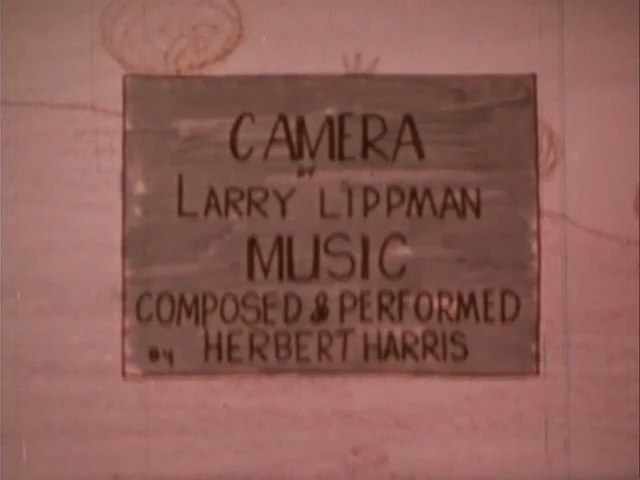 CAMERA
BY
LARRY LIPPMAN
MUSIC
COMPOSED & PERFORMED
BY HERBERT HARRIS